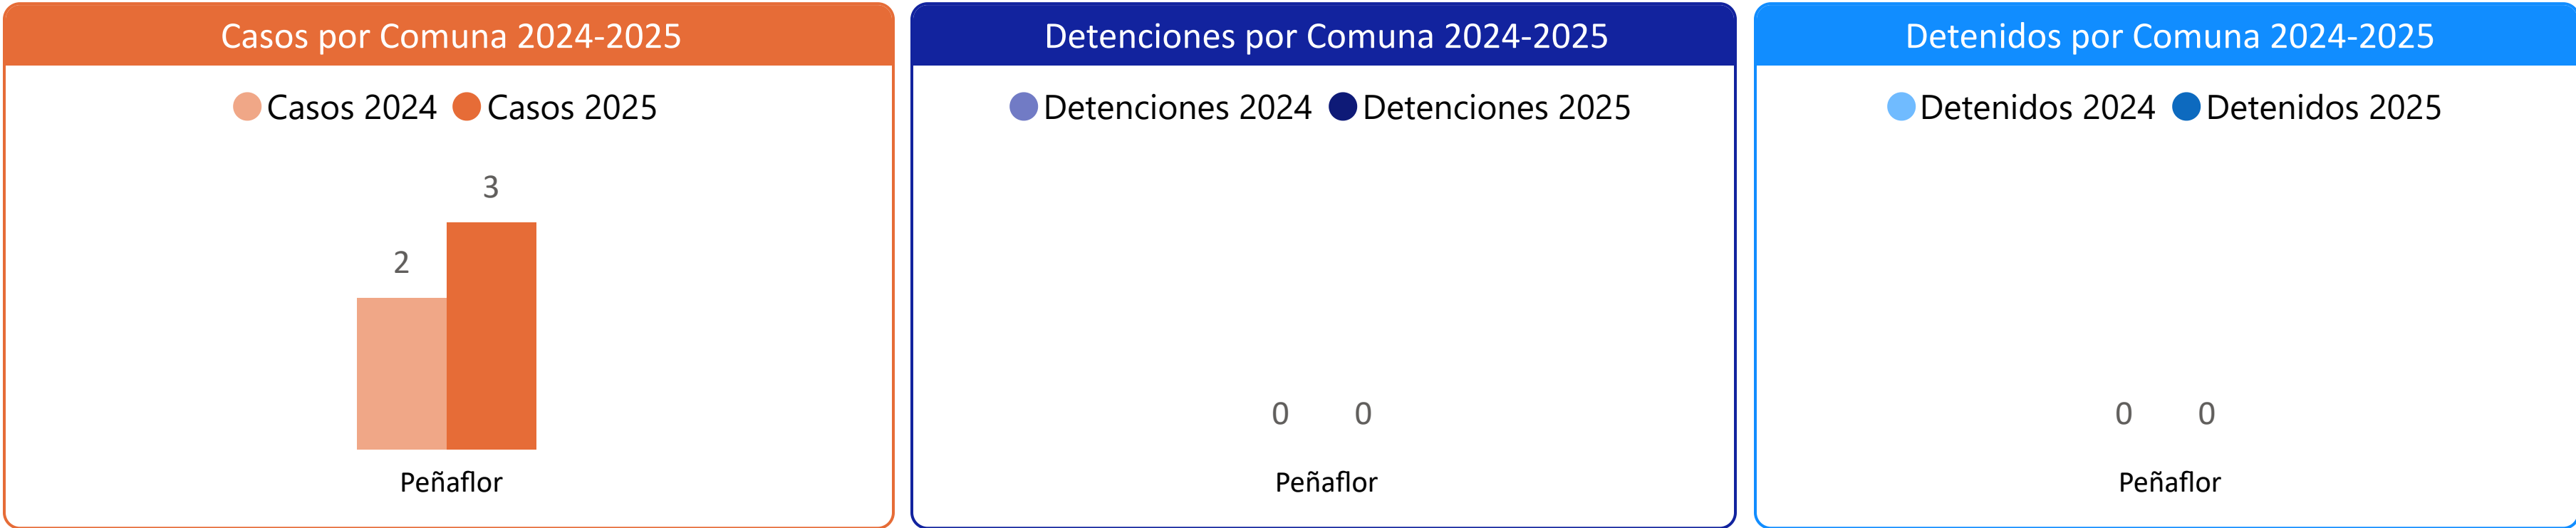 Casos por Comuna 2024-2025
Casos 2024 Casos 2025
3
2
Peñaflor
Detenciones por Comuna 2024-2025
Detenciones 2024 Detenciones 2025
0 0
Peñaflor
Detenidos por Comuna 2024-2025
Detenidos 2024 Detenidos 2025
0 0
Peñaflor